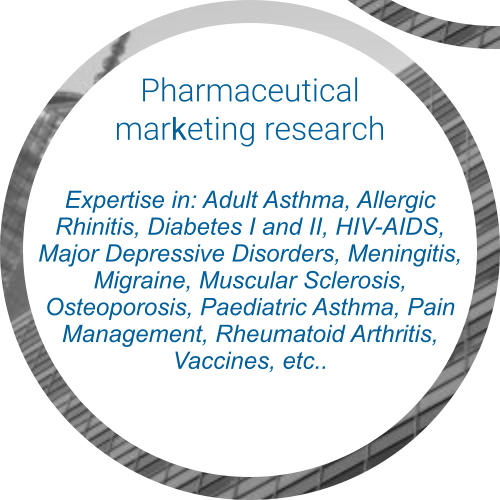 Pharmaceutical
marketing research
Expertise in: Adult Asthma, Allergic
Rhinitis, Diabetes I and II, HIV-AIDS,
Major Depressive Disorders, Meningitis,
Migraine, Muscular Sclerosis,
Osteoporosis, Paediatric Asthma, Pain
Management, Rheumatoid Arthritis,
Vaccines, etc..